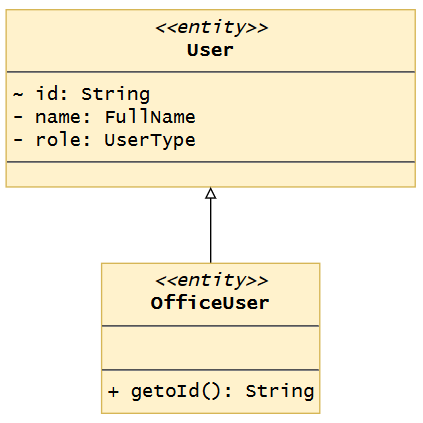 <<entity>>
User
~ id: String
- name: FullName
- role: UserType
<<entity>>
OfficeUser
+ getoId(): String